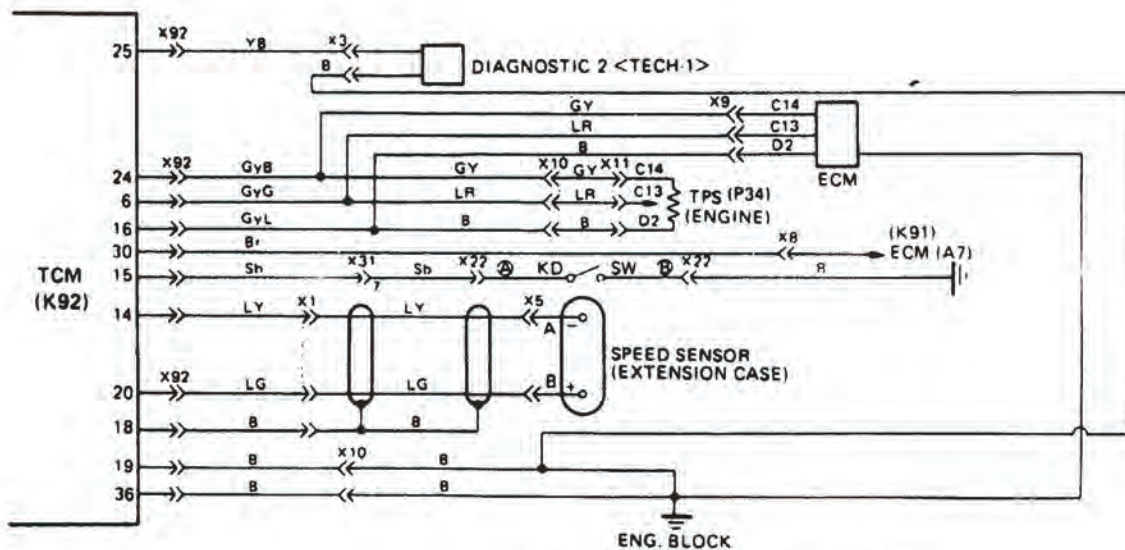 25 X92 YB X3
B DIAGNOSTIC 2 <TECH-1>
GY X9 C14
LR C13
B D2
ECM
24 X92 GyB GY X10 GY X11 C14
6 GyG LR LR C13 TPS (P34)
16 GyL B B D2 (ENGINE)
30 Br X8 (K91)
ECM (A7)
15 X31 Sb X22 Ⓐ KD SW Ⓑ X22
7
TCM
(K92)
14 LY X1 LY X5
A −
SPEED SENSOR
(EXTENSION CASE)
20 X92 LG LG B +
18 B B
19 B X10 B
36 B B
ENG. BLOCK